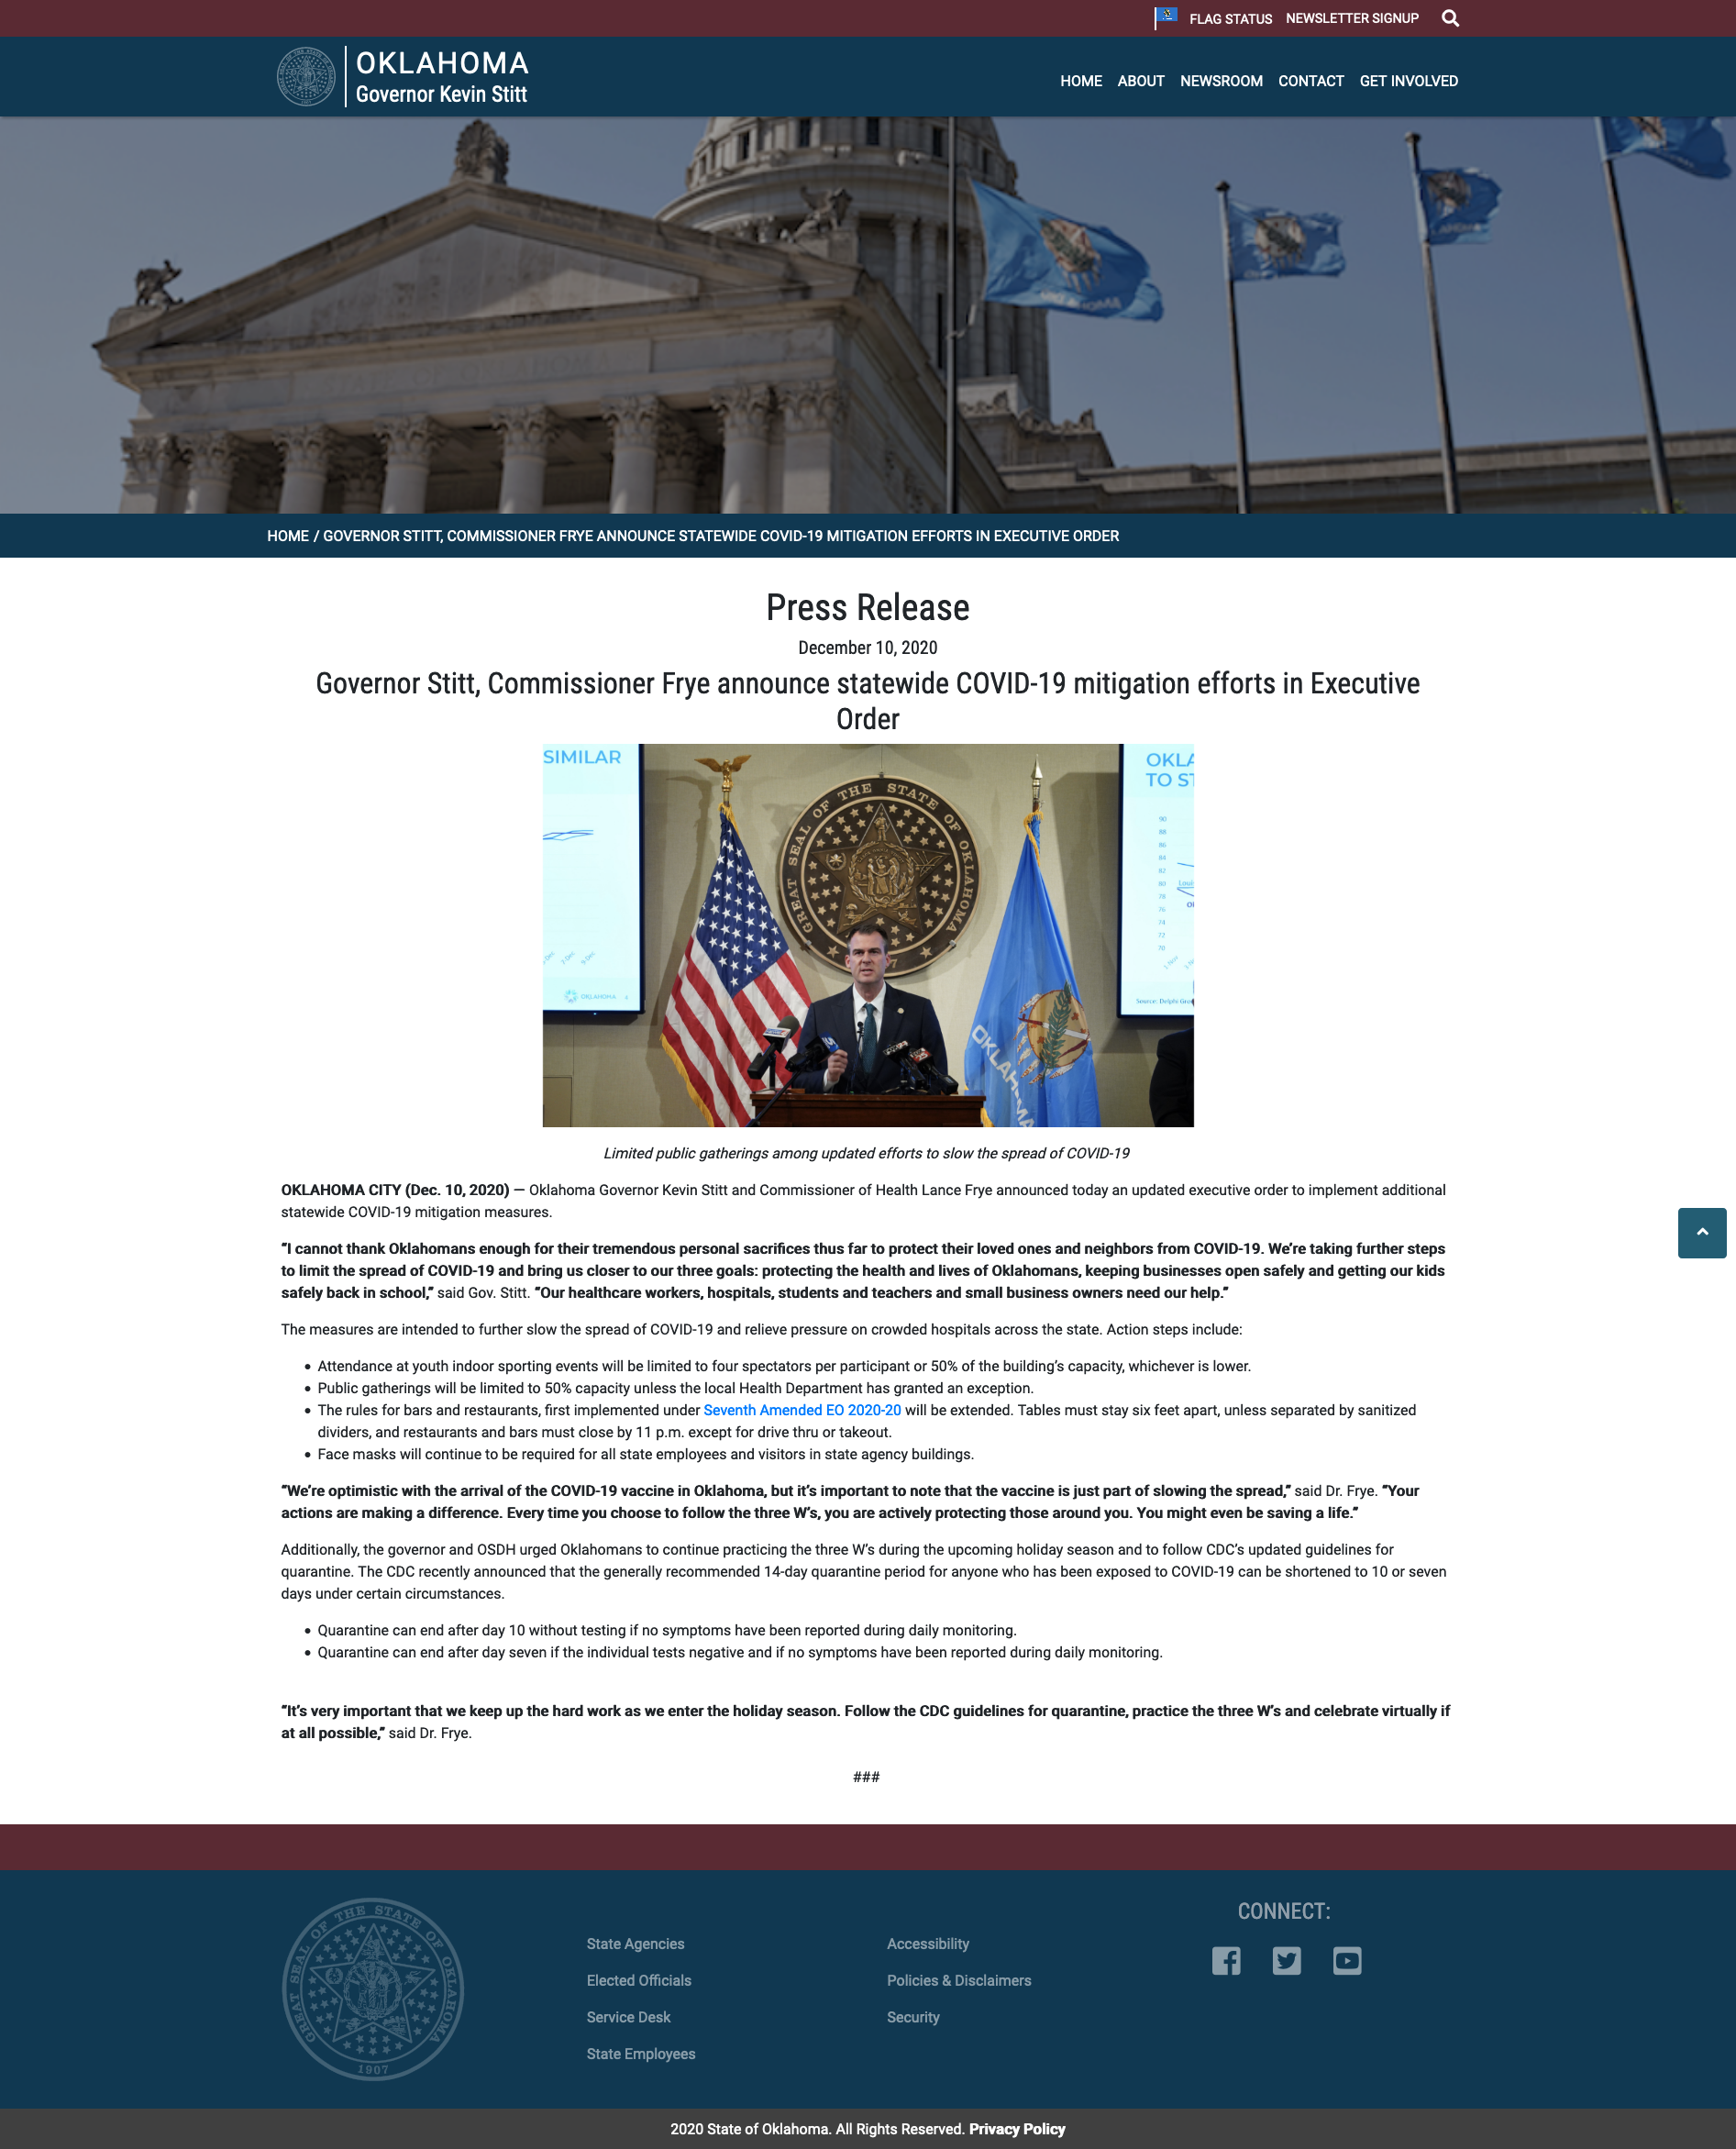 FLAG STATUS NEWSLETTER SIGNUP
OKLAHOMA
Governor Kevin Stitt
HOME ABOUT NEWSROOM CONTACT GET INVOLVED
STATE OF OKLAHOMA
OKLAHOMA
HOME / GOVERNOR STITT, COMMISSIONER FRYE ANNOUNCE STATEWIDE COVID-19 MITIGATION EFFORTS IN EXECUTIVE ORDER
Press Release
December 10, 2020
Governor Stitt, Commissioner Frye announce statewide COVID-19 mitigation efforts in Executive
Order
SIMILAR
GREAT SEAL OF THE STATE OF OKLAHOMA
OKLA
TO ST
90
88
86
84
82
80
78
76
74
72
70
OKLAHOMA
OKLAHOMA
Limited public gatherings among updated efforts to slow the spread of COVID-19
OKLAHOMA CITY (Dec. 10, 2020) — Oklahoma Governor Kevin Stitt and Commissioner of Health Lance Frye announced today an updated executive order to implement additional
statewide COVID-19 mitigation measures.
“I cannot thank Oklahomans enough for their tremendous personal sacrifices thus far to protect their loved ones and neighbors from COVID-19. We’re taking further steps
to limit the spread of COVID-19 and bring us closer to our three goals: protecting the health and lives of Oklahomans, keeping businesses open safely and getting our kids
safely back in school,” said Gov. Stitt. “Our healthcare workers, hospitals, students and teachers and small business owners need our help.”
The measures are intended to further slow the spread of COVID-19 and relieve pressure on crowded hospitals across the state. Action steps include:
• Attendance at youth indoor sporting events will be limited to four spectators per participant or 50% of the building’s capacity, whichever is lower.
• Public gatherings will be limited to 50% capacity unless the local Health Department has granted an exception.
• The rules for bars and restaurants, first implemented under Seventh Amended EO 2020-20 will be extended. Tables must stay six feet apart, unless separated by sanitized
dividers, and restaurants and bars must close by 11 p.m. except for drive thru or takeout.
• Face masks will continue to be required for all state employees and visitors in state agency buildings.
“We’re optimistic with the arrival of the COVID-19 vaccine in Oklahoma, but it’s important to note that the vaccine is just part of slowing the spread,” said Dr. Frye. “Your
actions are making a difference. Every time you choose to follow the three W’s, you are actively protecting those around you. You might even be saving a life.”
Additionally, the governor and OSDH urged Oklahomans to continue practicing the three W’s during the upcoming holiday season and to follow CDC’s updated guidelines for
quarantine. The CDC recently announced that the generally recommended 14-day quarantine period for anyone who has been exposed to COVID-19 can be shortened to 10 or seven
days under certain circumstances.
• Quarantine can end after day 10 without testing if no symptoms have been reported during daily monitoring.
• Quarantine can end after day seven if the individual tests negative and if no symptoms have been reported during daily monitoring.
“It’s very important that we keep up the hard work as we enter the holiday season. Follow the CDC guidelines for quarantine, practice the three W’s and celebrate virtually if
at all possible,” said Dr. Frye.
###
GREAT SEAL OF THE STATE OF OKLAHOMA
1907
State Agencies
Elected Officials
Service Desk
State Employees
Accessibility
Policies & Disclaimers
Security
CONNECT:
2020 State of Oklahoma. All Rights Reserved. Privacy Policy